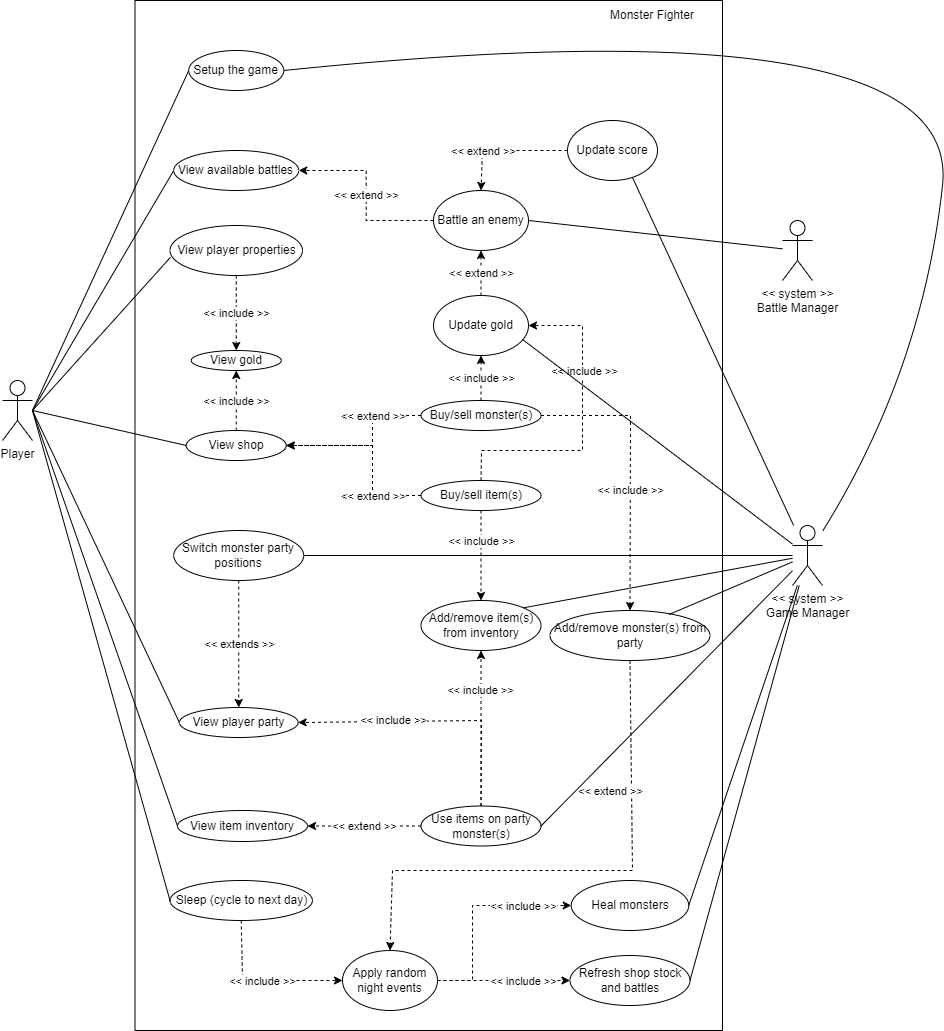 Monster Fighter
Setup the game
Update score
<< extend >>
View available battles
<< extend >>
Battle an enemy
View player properties
<< extend >>
<< system >>
Battle Manager
<< include >>
Update gold
View gold
<< include >>
<< include >>
<< include >>
<< extend >>
Buy/sell monster(s)
Player
View shop
<< extend >>
Buy/sell item(s)
<< include >>
<< include >>
Switch monster party
positions
<< system >>
Game Manager
Add/remove item(s)
from inventory
Add/remove monster(s) from
party
<< extends >>
<< include >>
View player party
<< include >>
<< extend >>
View item inventory
<< extend >>
Use items on party
monster(s)
Sleep (cycle to next day)
<< include >>
Heal monsters
<< include >>
Apply random
night events
<< include >>
Refresh shop stock
and battles